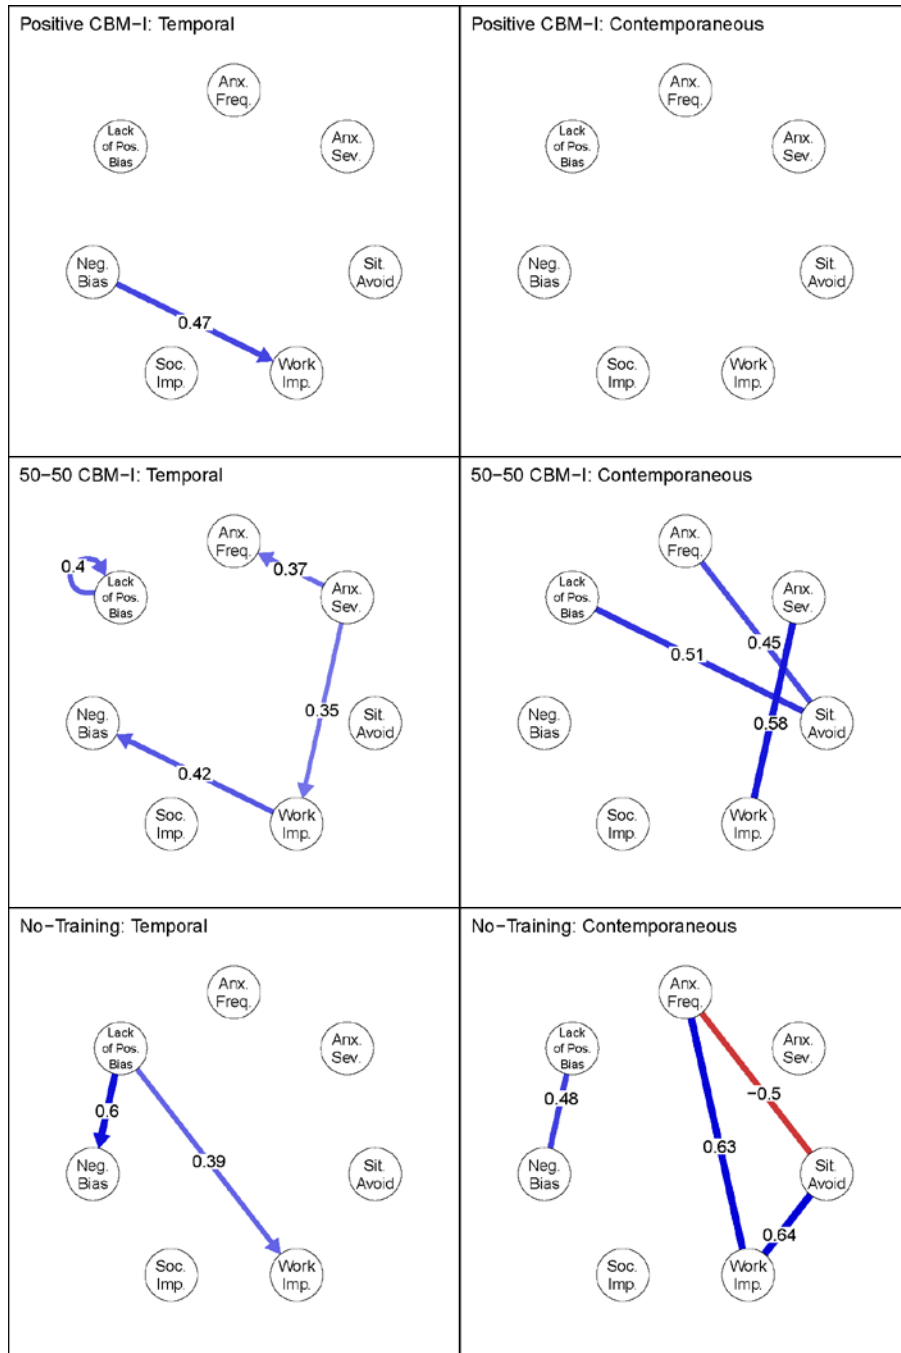 Positive CBM−I: Temporal
Anx.
Freq.
Lack
of Pos.
Bias
Anx.
Sev.
Neg.
Bias
Sit.
Avoid
0.47
Soc.
Imp.
Work
Imp.
Positive CBM−I: Contemporaneous
Anx.
Freq.
Lack
of Pos.
Bias
Anx.
Sev.
Neg.
Bias
Sit.
Avoid
Soc.
Imp.
Work
Imp.
50−50 CBM−I: Temporal
Anx.
Freq.
0.4
0.37
Lack
of Pos.
Bias
Anx.
Sev.
0.35
Neg.
Bias
Sit.
Avoid
0.42
Soc.
Imp.
Work
Imp.
50−50 CBM−I: Contemporaneous
Anx.
Freq.
Lack
of Pos.
Bias
Anx.
Sev.
0.45
0.51
Neg.
Bias
0.58
Sit.
Avoid
Soc.
Imp.
Work
Imp.
No−Training: Temporal
Anx.
Freq.
Lack
of Pos.
Bias
Anx.
Sev.
0.6
0.39
Neg.
Bias
Sit.
Avoid
Soc.
Imp.
Work
Imp.
No−Training: Contemporaneous
Anx.
Freq.
Lack
of Pos.
Bias
Anx.
Sev.
0.48
−0.5
0.63
Neg.
Bias
Sit.
Avoid
0.64
Soc.
Imp.
Work
Imp.